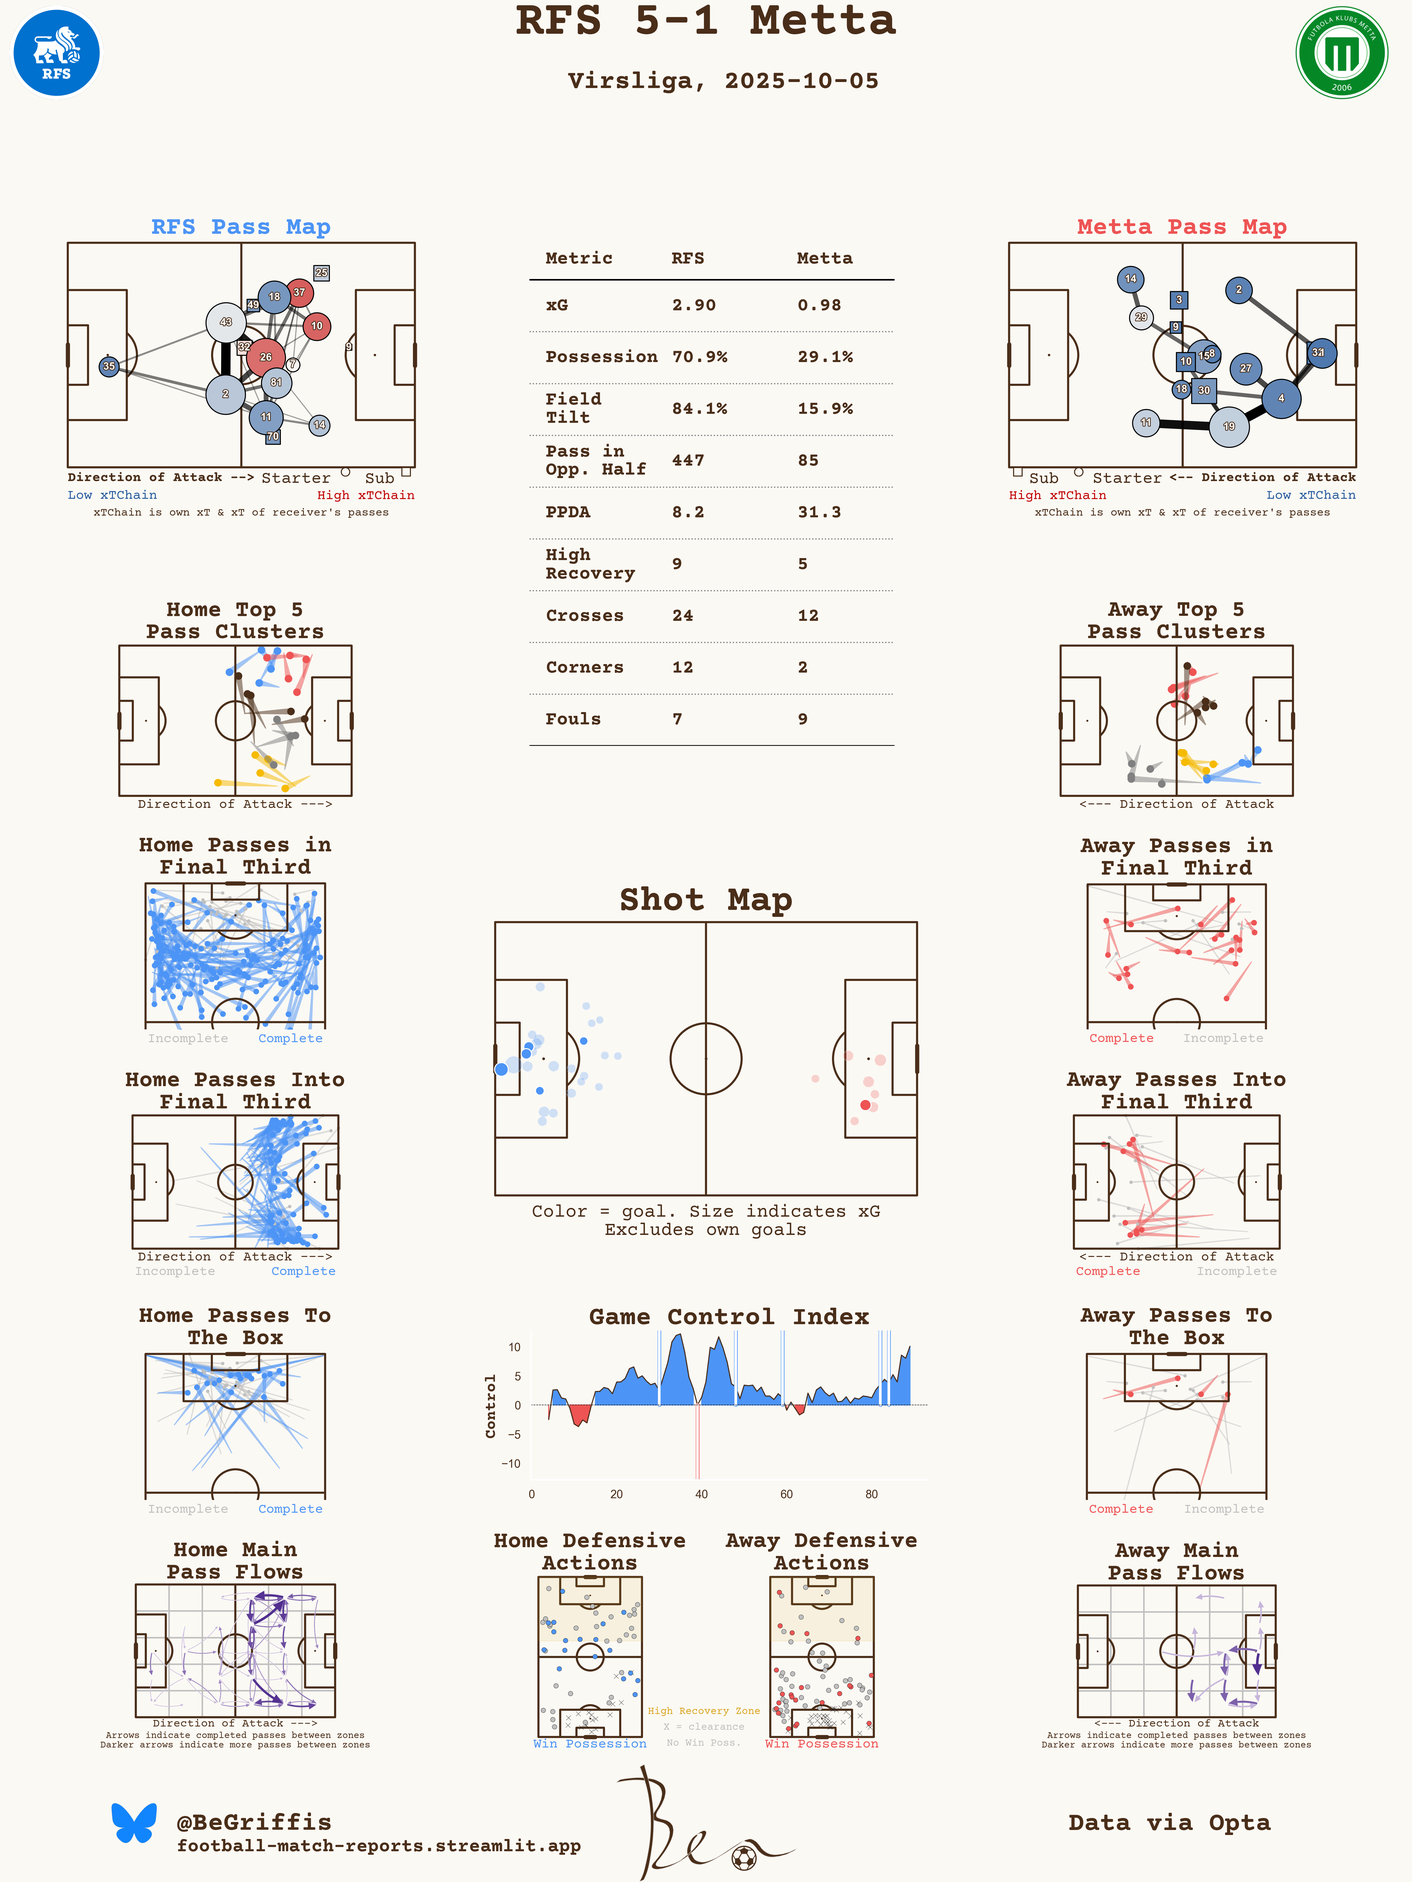 RFS 5-1 Metta
Virsliga, 2025-10-05
RFS
FUTBOLA KLUBS METTA
2006
RFS Pass Map
25
49
18
37
43
10
32
26
9
7
35
81
2
11
14
70
Direction of Attack --> Starter Sub
Low xTChain High xTChain
xTChain is own xT & xT of receiver's passes
Metric RFS Metta
xG 2.90 0.98
Possession 70.9% 29.1%
Field
Tilt 84.1% 15.9%
Pass in
Opp. Half 447 85
PPDA 8.2 31.3
High
Recovery 9 5
Crosses 24 12
Corners 12 2
Fouls 7 9
Metta Pass Map
14
2
3
29
9
15
8
10
27
18
30
4
11
19
Sub Starter <-- Direction of Attack
High xTChain Low xTChain
xTChain is own xT & xT of receiver's passes
Home Top 5
Pass Clusters
Direction of Attack --->
Away Top 5
Pass Clusters
<--- Direction of Attack
Home Passes in
Final Third
Incomplete Complete
Away Passes in
Final Third
Complete Incomplete
Shot Map
Color = goal. Size indicates xG
Excludes own goals
Home Passes Into
Final Third
Direction of Attack --->
Incomplete Complete
Away Passes Into
Final Third
<--- Direction of Attack
Complete Incomplete
Home Passes To
The Box
Incomplete Complete
Game Control Index
Control
10
5
0
−5
−10
0 20 40 60 80
Away Passes To
The Box
Complete Incomplete
Home Main
Pass Flows
Direction of Attack --->
Arrows indicate completed passes between zones
Darker arrows indicate more passes between zones
Home Defensive
Actions
Win Possession
Away Defensive
Actions
Win Possession
High Recovery Zone
X = clearance
No Win Poss.
Away Main
Pass Flows
<--- Direction of Attack
Arrows indicate completed passes between zones
Darker arrows indicate more passes between zones
@BeGriffis
football-match-reports.streamlit.app
Ben
Data via Opta